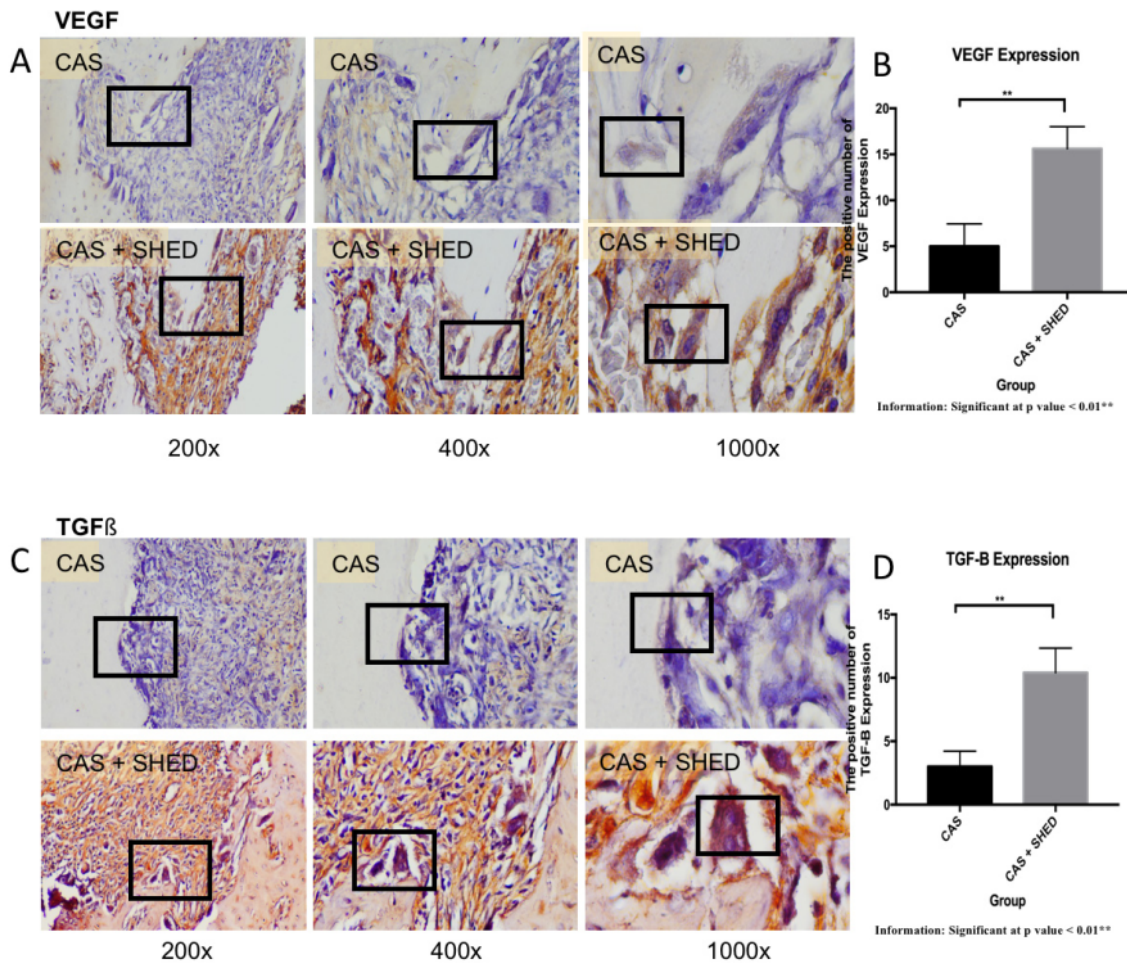 VEGF
A
CAS
CAS
CAS
CAS + SHED
CAS + SHED
CAS + SHED
200x
400x
1000x
B
VEGF Expression
The positive number of
VEGF Expression
20
15
10
5
0
**
CAS
CAS + SHED
Group
Information: Significant at p value < 0.01**
TGFß
C
CAS
CAS
CAS
CAS + SHED
CAS + SHED
CAS + SHED
200x
400x
1000x
D
TGF-B Expression
The positive number of
TGF-B Expression
15
10
5
0
**
CAS
CAS + SHED
Group
Information: Significant at p value < 0.01**